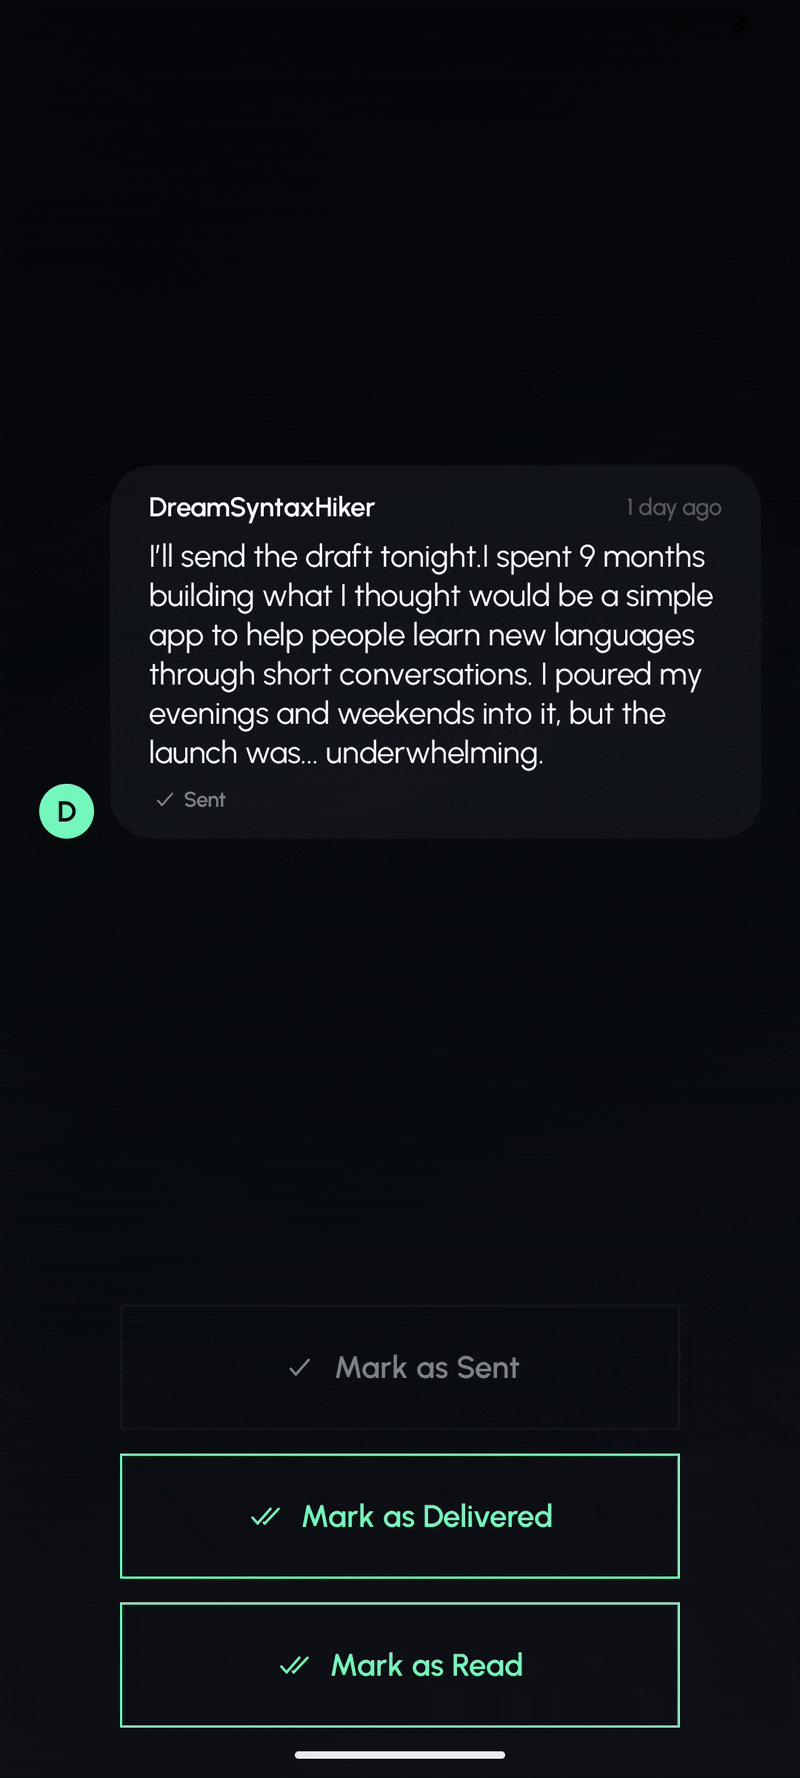 DreamSyntaxHiker 1 day ago
I'll send the draft tonight.I spent 9 months
building what I thought would be a simple
app to help people learn new languages
through short conversations. I poured my
evenings and weekends into it, but the
launch was... underwhelming.
D
Sent
Mark as Sent
Mark as Delivered
Mark as Read